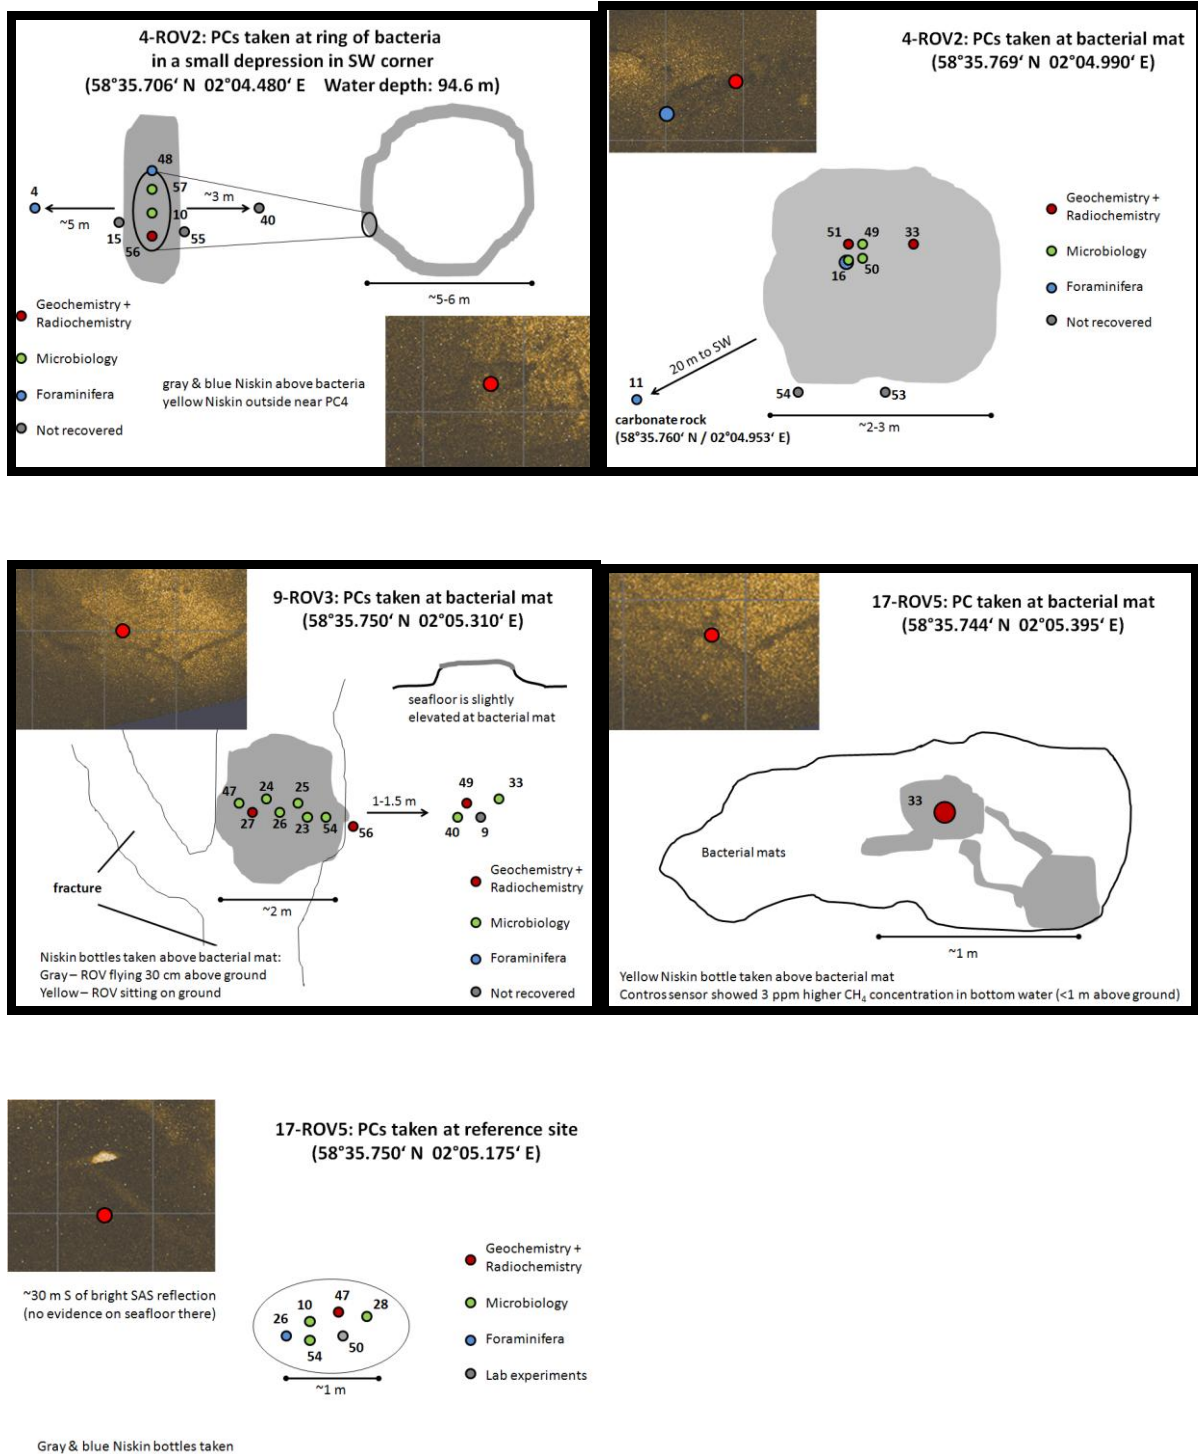 4-ROV2: PCs taken at ring of bacteria
in a small depression in SW corner
(58°35.706‘ N  02°04.480‘ E    Water depth: 94.6 m)
48
57
4
10
~3 m
~5 m
40
15
55
56
~5-6 m
Geochemistry +
Radiochemistry
Microbiology
Foraminifera
Not recovered
gray & blue Niskin above bacteria
yellow Niskin outside near PC4
4-ROV2: PCs taken at bacterial mat
(58°35.769‘ N  02°04.990‘ E)
51
49
33
16
50
Geochemistry +
Radiochemistry
Microbiology
Foraminifera
Not recovered
20 m to SW
11
carbonate rock
(58°35.760‘ N / 02°04.953‘ E)
54
53
~2-3 m
9-ROV3: PCs taken at bacterial mat
(58°35.750‘ N  02°05.310‘ E)
seafloor is slightly
elevated at bacterial mat
47
24
25
27
26
23
54
56
1-1.5 m
49
33
40
9
fracture
~2 m
Geochemistry +
Radiochemistry
Microbiology
Foraminifera
Not recovered
Niskin bottles taken above bacterial mat:
Gray – ROV flying 30 cm above ground
Yellow – ROV sitting on ground
17-ROV5: PC taken at bacterial mat
(58°35.744‘ N  02°05.395‘ E)
33
Bacterial mats
~1 m
Yellow Niskin bottle taken above bacterial mat
Contros sensor showed 3 ppm higher CH₄ concentration in bottom water (<1 m above ground)
17-ROV5: PCs taken at reference site
(58°35.750‘ N  02°05.175‘ E)
~30 m S of bright SAS reflection
(no evidence on seafloor there)
26
10
47
28
54
50
~1 m
Geochemistry +
Radiochemistry
Microbiology
Foraminifera
Lab experiments
Gray & blue Niskin bottles taken